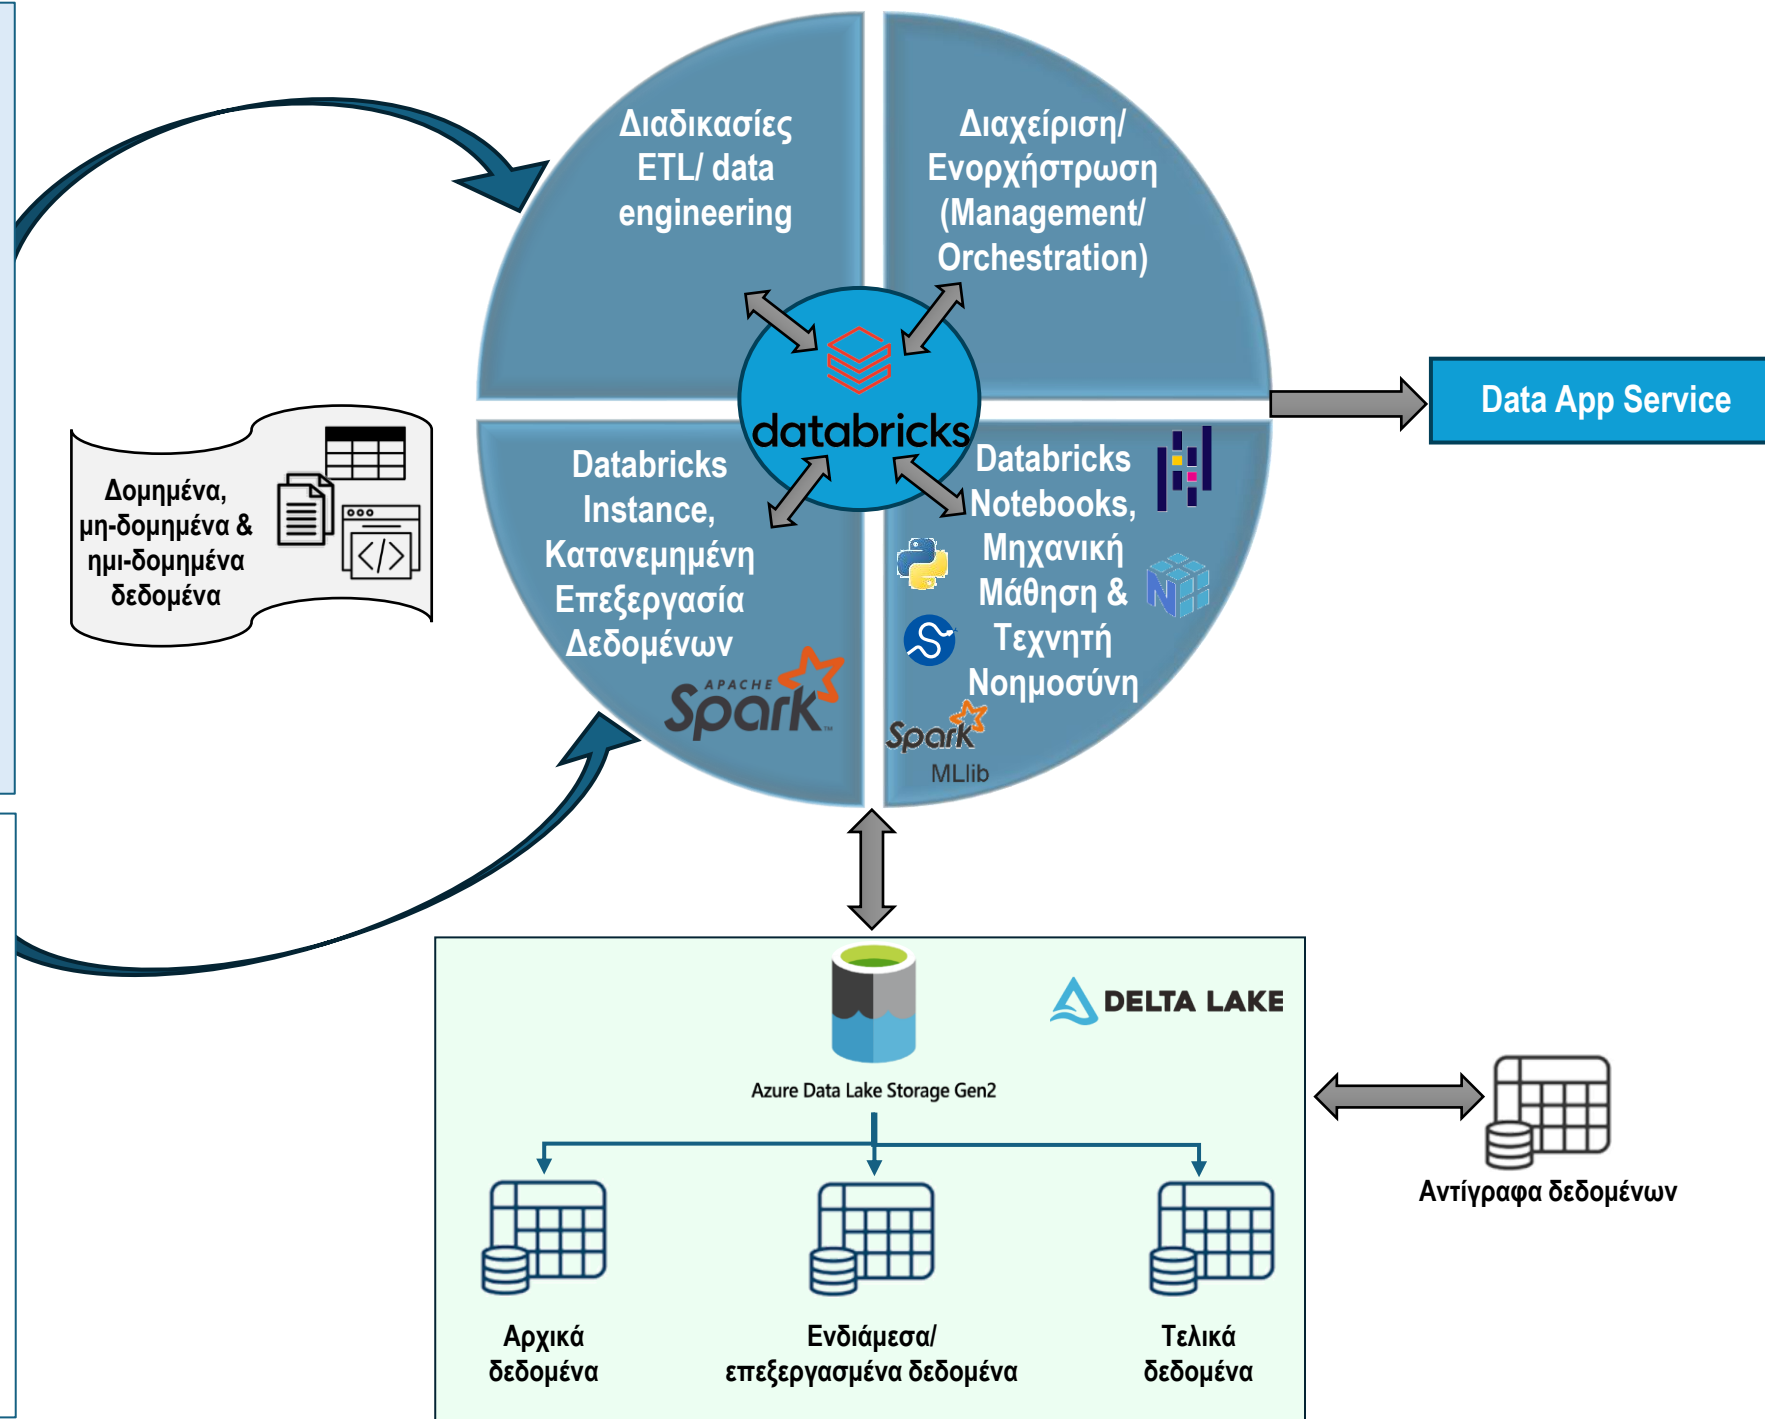 Διαδικασίες
ETL/ data
engineering
Διαχείριση/
Ενορχήστρωση
(Management/
Orchestration)
databricks
Data App Service
Δομημένα,
μη-δομημένα &
ημι-δομημένα
δεδομένα
</>
Databricks
Instance,
Κατανεμημένη
Επεξεργασία
Δεδομένων
APACHE
Spark™
Databricks
Notebooks,
Μηχανική
Μάθηση &
Τεχνητή
Νοημοσύνη
N
Spark
MLlib
DELTA LAKE
Azure Data Lake Storage Gen2
Αντίγραφα δεδομένων
Αρχικά
δεδομένα
Ενδιάμεσα/
επεξεργασμένα δεδομένα
Τελικά
δεδομένα